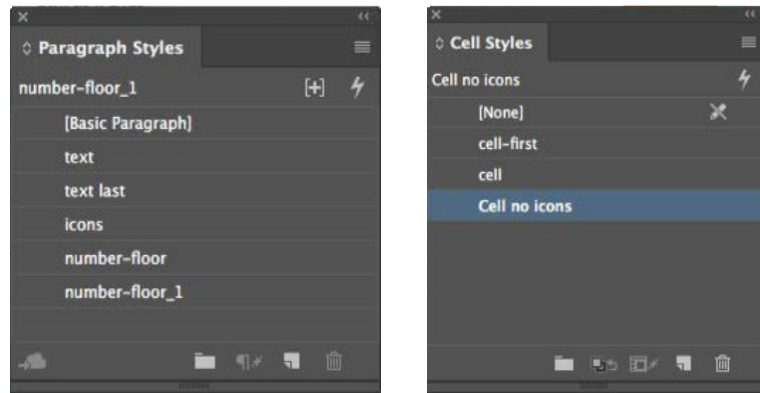 Paragraph Styles
number-floor_1
[Basic Paragraph]
text
text last
icons
number-floor
number-floor_1
Cell Styles
Cell no icons
[None]
cell-first
cell
Cell no icons